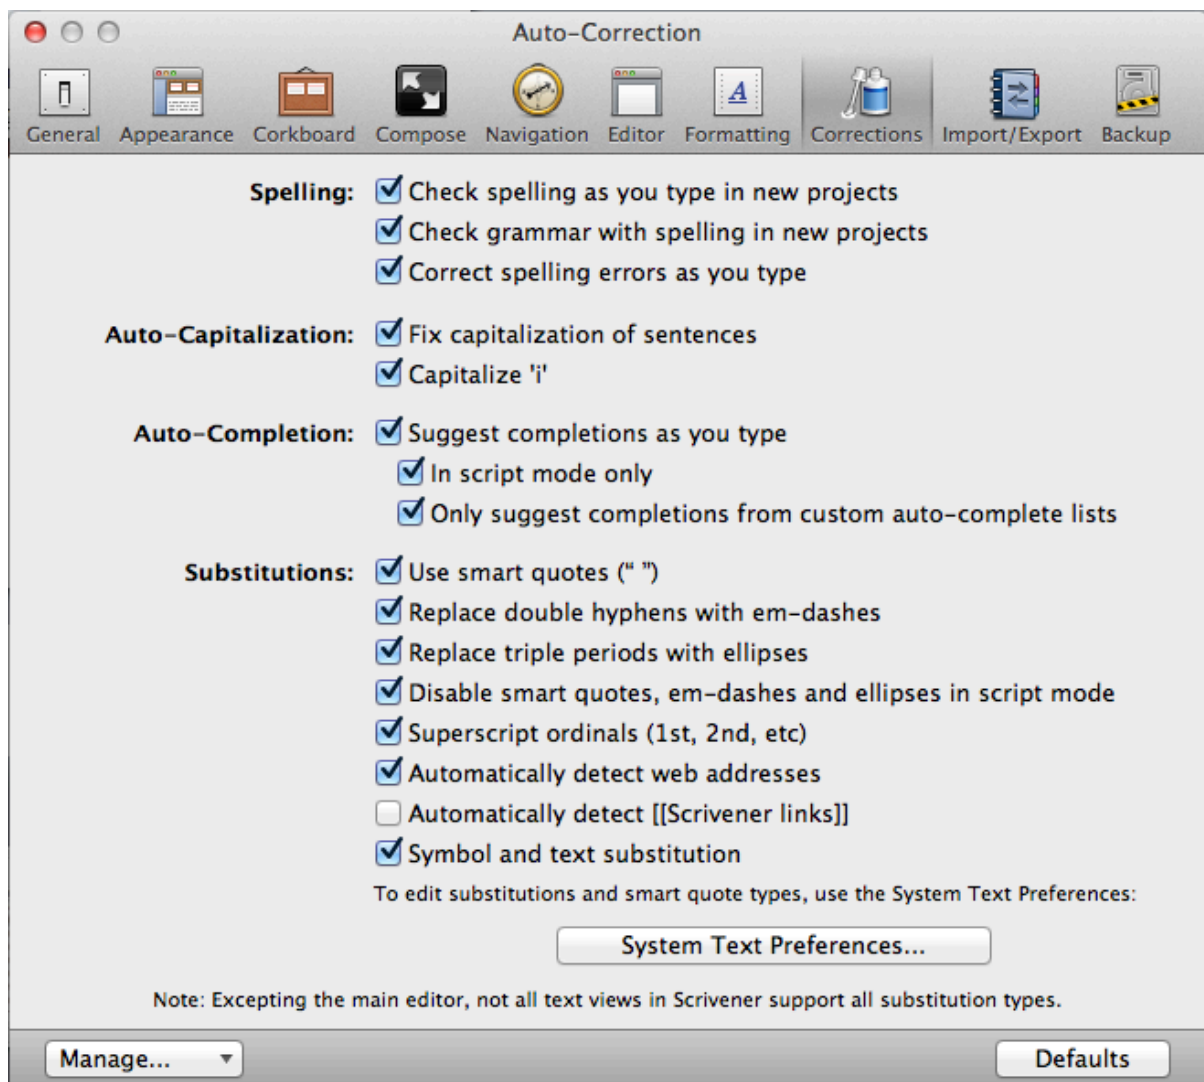 Auto-Correction
General Appearance Corkboard Compose Navigation Editor Formatting Corrections Import/Export Backup
Spelling: Check spelling as you type in new projects
Check grammar with spelling in new projects
Correct spelling errors as you type
Auto-Capitalization: Fix capitalization of sentences
Capitalize 'i'
Auto-Completion: Suggest completions as you type
In script mode only
Only suggest completions from custom auto-complete lists
Substitutions: Use smart quotes (“ ”)
Replace double hyphens with em-dashes
Replace triple periods with ellipses
Disable smart quotes, em-dashes and ellipses in script mode
Superscript ordinals (1st, 2nd, etc)
Automatically detect web addresses
Automatically detect [[Scrivener links]]
Symbol and text substitution
To edit substitutions and smart quote types, use the System Text Preferences:
System Text Preferences...
Note: Excepting the main editor, not all text views in Scrivener support all substitution types.
Manage... Defaults